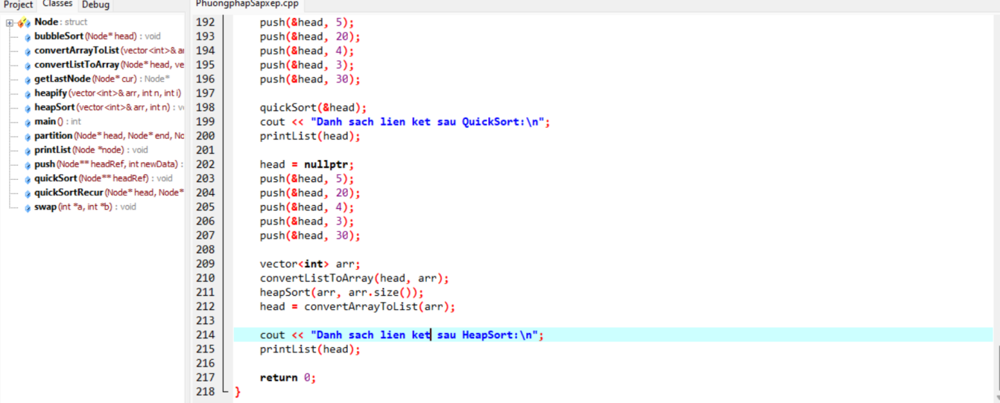 Project Classes Debug
Node : struct
bubbleSort (Node* head) : void
convertArrayToList (vector<int>& ar
convertListToArray (Node* head, ve
getLastNode (Node* cur) : Node*
heapify (vector<int>& arr, int n, int i)
heapSort (vector<int>& arr, int n) : v
main () : int
partition (Node* head, Node* end, No
printList (Node *node) : void
push (Node** headRef, int newData) :
quickSort (Node** headRef) : void
quickSortRecur (Node* head, Node*
swap (int *a, int *b) : void
PhuongphapSapxep.cpp
192 push(&head, 5);
193 push(&head, 20);
194 push(&head, 4);
195 push(&head, 3);
196 push(&head, 30);
197
198 quickSort(&head);
199 cout << "Danh sach lien ket sau QuickSort:\n";
200 printList(head);
201
202 head = nullptr;
203 push(&head, 5);
204 push(&head, 20);
205 push(&head, 4);
206 push(&head, 3);
207 push(&head, 30);
208
209 vector<int> arr;
210 convertListToArray(head, arr);
211 heapSort(arr, arr.size());
212 head = convertArrayToList(arr);
213
214 cout << "Danh sach lien ket sau HeapSort:\n";
215 printList(head);
216
217 return 0;
218 }